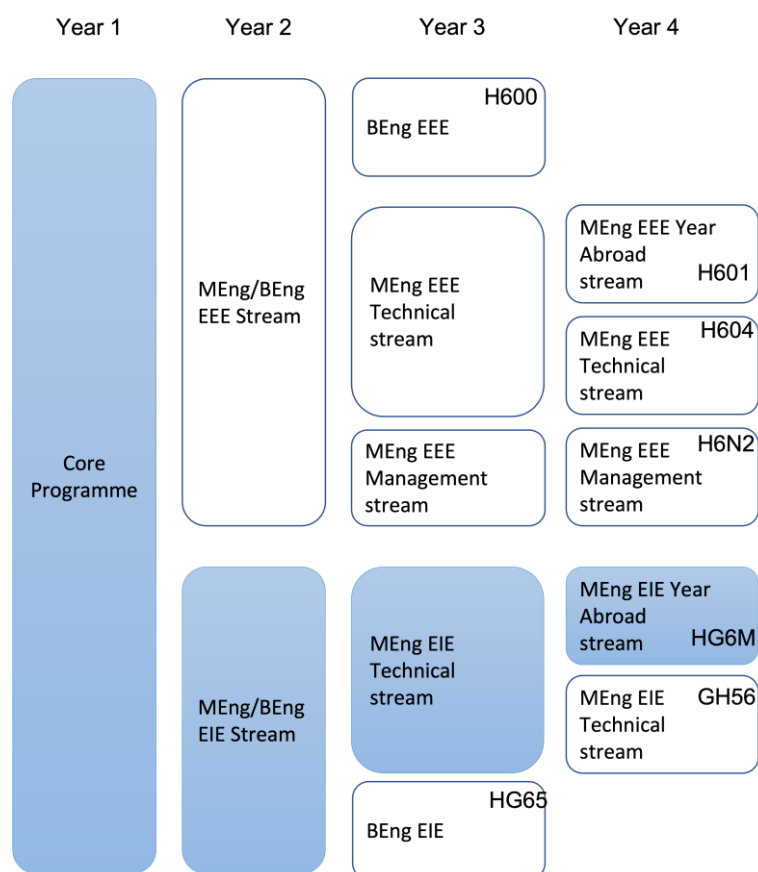 Year 1
Year 2
Year 3
Year 4
Core
Programme
MEng/BEng
EEE Stream
MEng/BEng
EIE Stream
H600
BEng EEE
MEng EEE
Technical
stream
MEng EEE
Management
stream
MEng EIE
Technical
stream
HG65
BEng EIE
MEng EEE Year
Abroad
stream
H601
H604
MEng EEE
Technical
stream
H6N2
MEng EEE
Management
stream
MEng EIE Year
Abroad
stream
HG6M
GH56
MEng EIE
Technical
stream